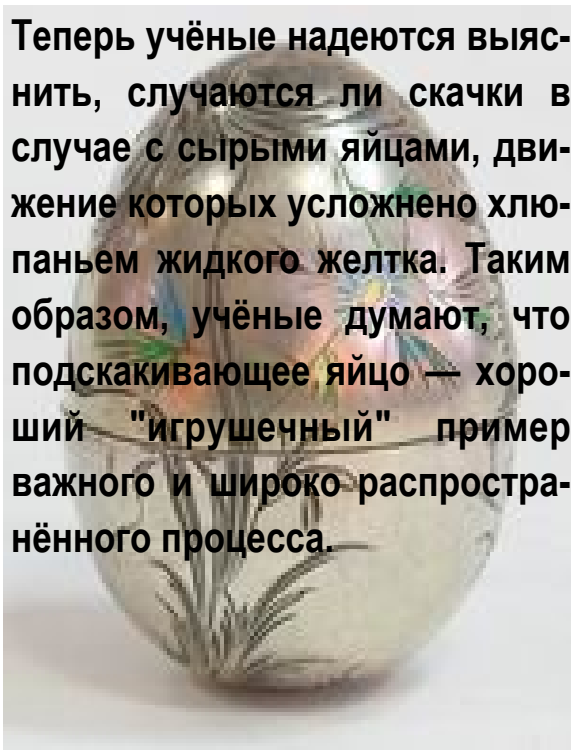 Теперь учёные надеются выяс-
нить, случаются ли скачки в
случае с сырыми яйцами, дви-
жение которых усложнено хлю-
паньем жидкого желтка. Таким
образом, учёные думают, что
подскакивающее яйцо — хоро-
ший "игрушечный" пример
важного и широко распростра-
нённого процесса.